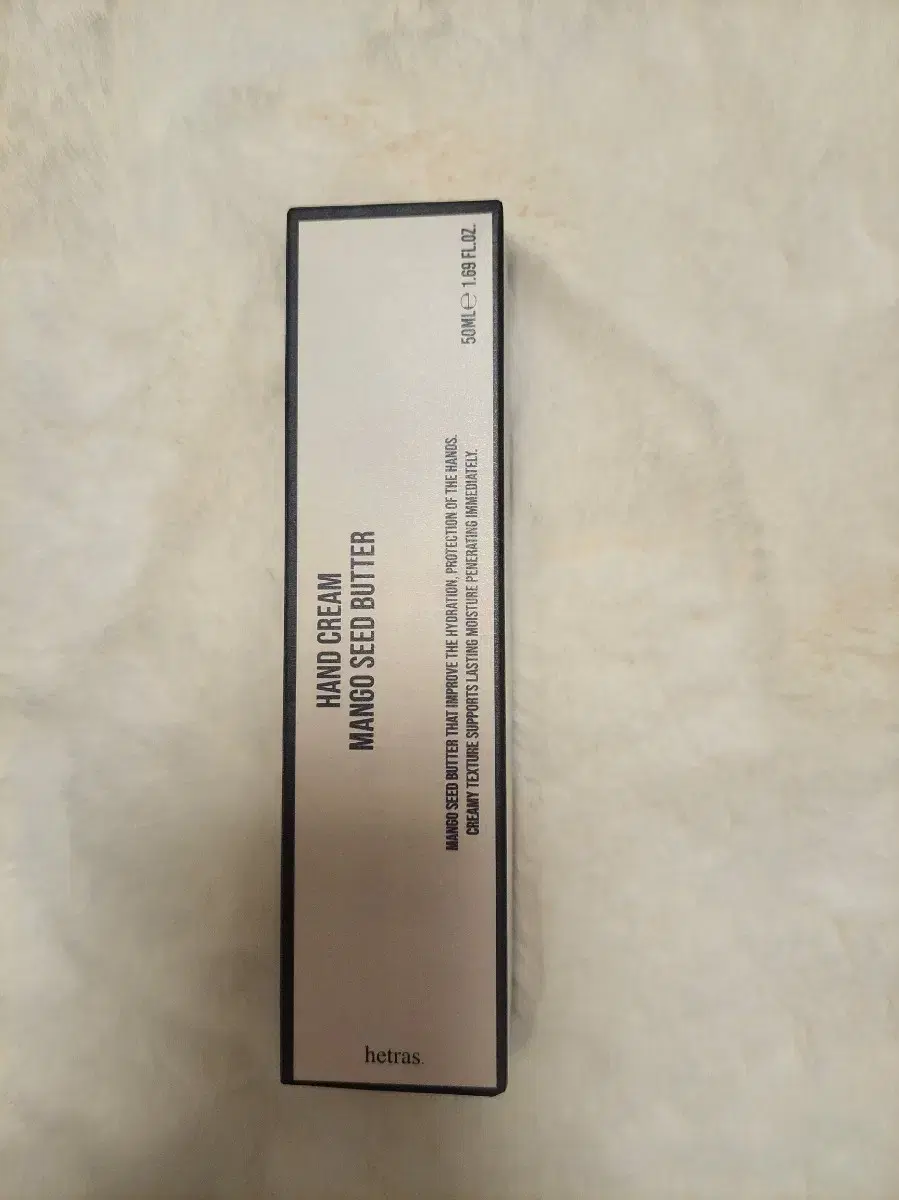 HAND CREAM
MANGO SEED BUTTER
MANGO SEED BUTTER THAT IMPROVE THE HYDRATION, PROTECTION OF THE HANDS.
CREAMY TEXTURE SUPPORTS LASTING MOISTURE PENERATING IMMEDIATELY.
50ML℮ 1.69 FL.OZ.
hetras.